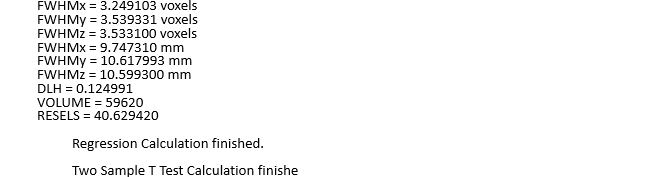 FWHMx = 3.249103 voxels
FWHMy = 3.539331 voxels
FWHMz = 3.533100 voxels
FWHMx = 9.747310 mm
FWHMy = 10.617993 mm
FWHMz = 10.599300 mm
DLH = 0.124991
VOLUME = 59620
RESELS = 40.629420
Regression Calculation finished.
Two Sample T Test Calculation finishe